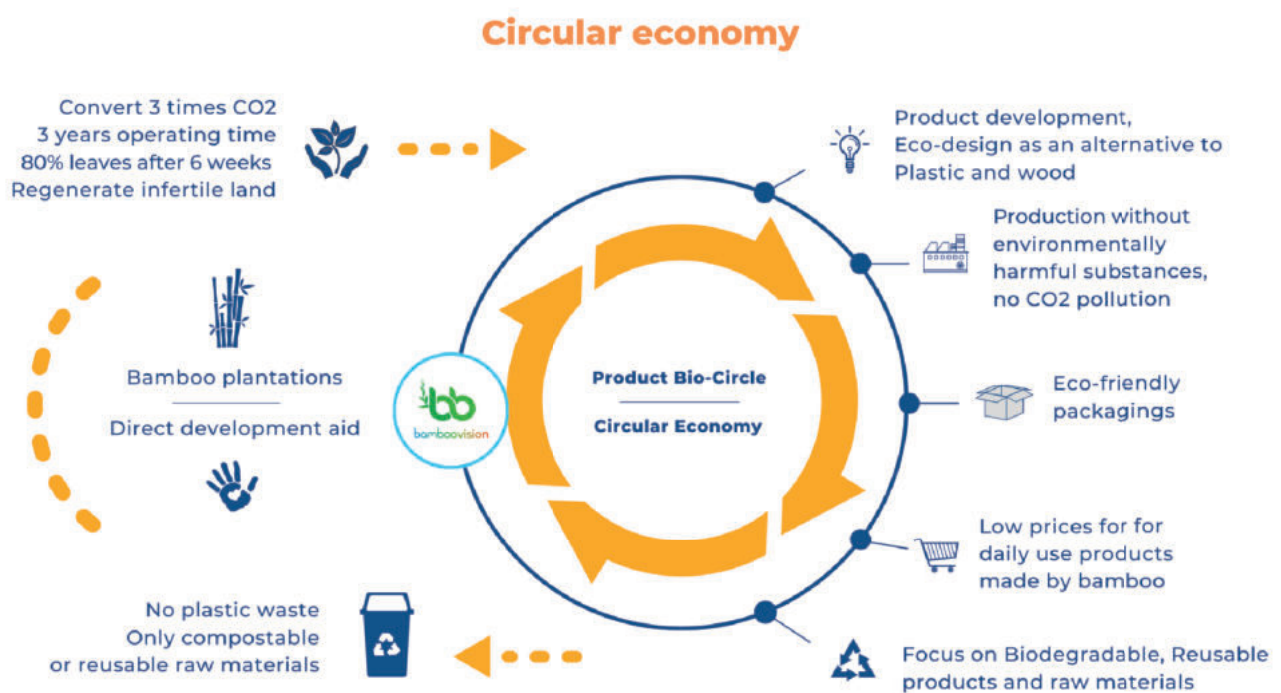 Circular economy
Convert 3 times CO2
3 years operating time
80% leaves after 6 weeks
Regenerate infertile land
Product development,
Eco-design as an alternative to
Plastic and wood
Production without
environmentally
harmful substances,
no CO2 pollution
Bamboo plantations
Direct development aid
bb
bamboovision
Product Bio-Circle
Circular Economy
Eco-friendly
packagings
Low prices for for
daily use products
made by bamboo
No plastic waste
Only compostable
or reusable raw materials
Focus on Biodegradable, Reusable
products and raw materials